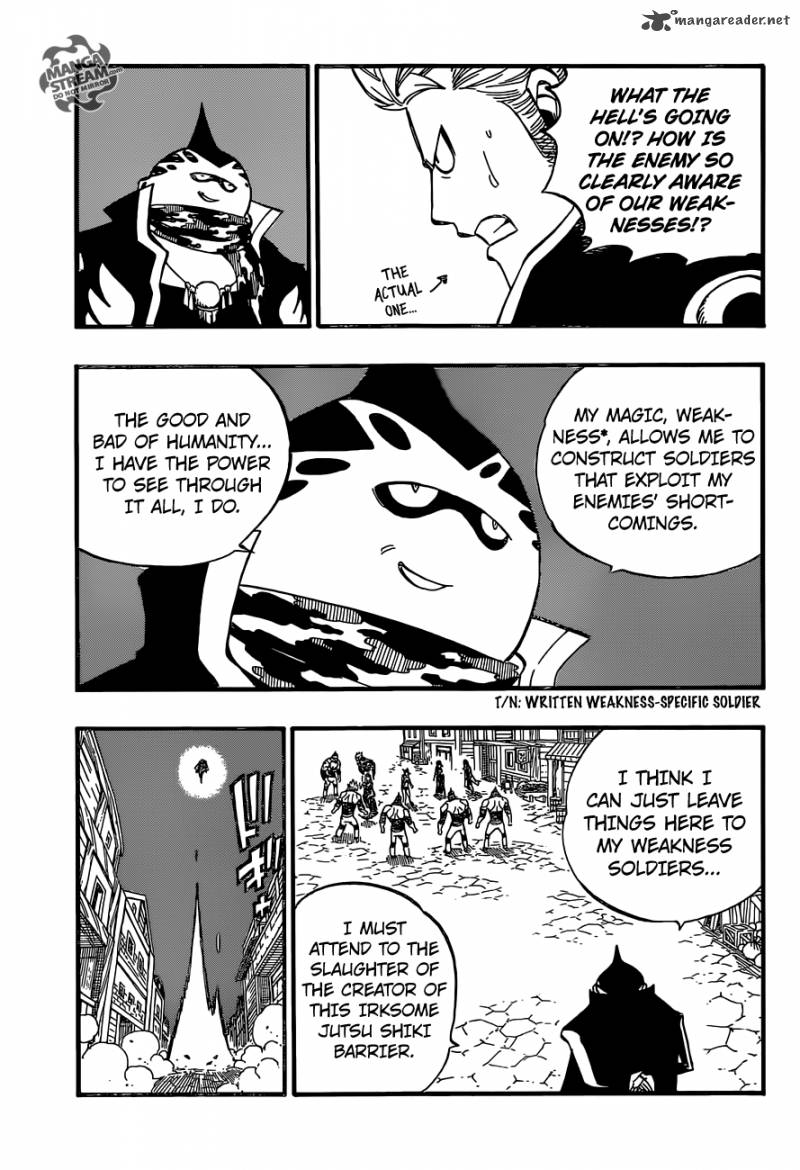 MANGA
STREAM.com
DO NOT MIRROR
mangareader.net
WHAT THE
HELL'S GOING
ON!? HOW IS
THE ENEMY SO
CLEARLY AWARE
OF OUR WEAK-
NESSES!?
THE
ACTUAL
ONE...
MY MAGIC, WEAK-
NESS*, ALLOWS ME TO
CONSTRUCT SOLDIERS
THAT EXPLOIT MY
ENEMIES' SHORT-
COMINGS.
THE GOOD AND
BAD OF HUMANITY...
I HAVE THE POWER
TO SEE THROUGH
IT ALL, I DO.
T/N: WRITTEN WEAKNESS-SPECIFIC SOLDIER
I THINK I
CAN JUST LEAVE
THINGS HERE TO
MY WEAKNESS
SOLDIERS...
I MUST
ATTEND TO THE
SLAUGHTER OF
THE CREATOR OF
THIS IRKSOME
JUTSU SHIKI
BARRIER.